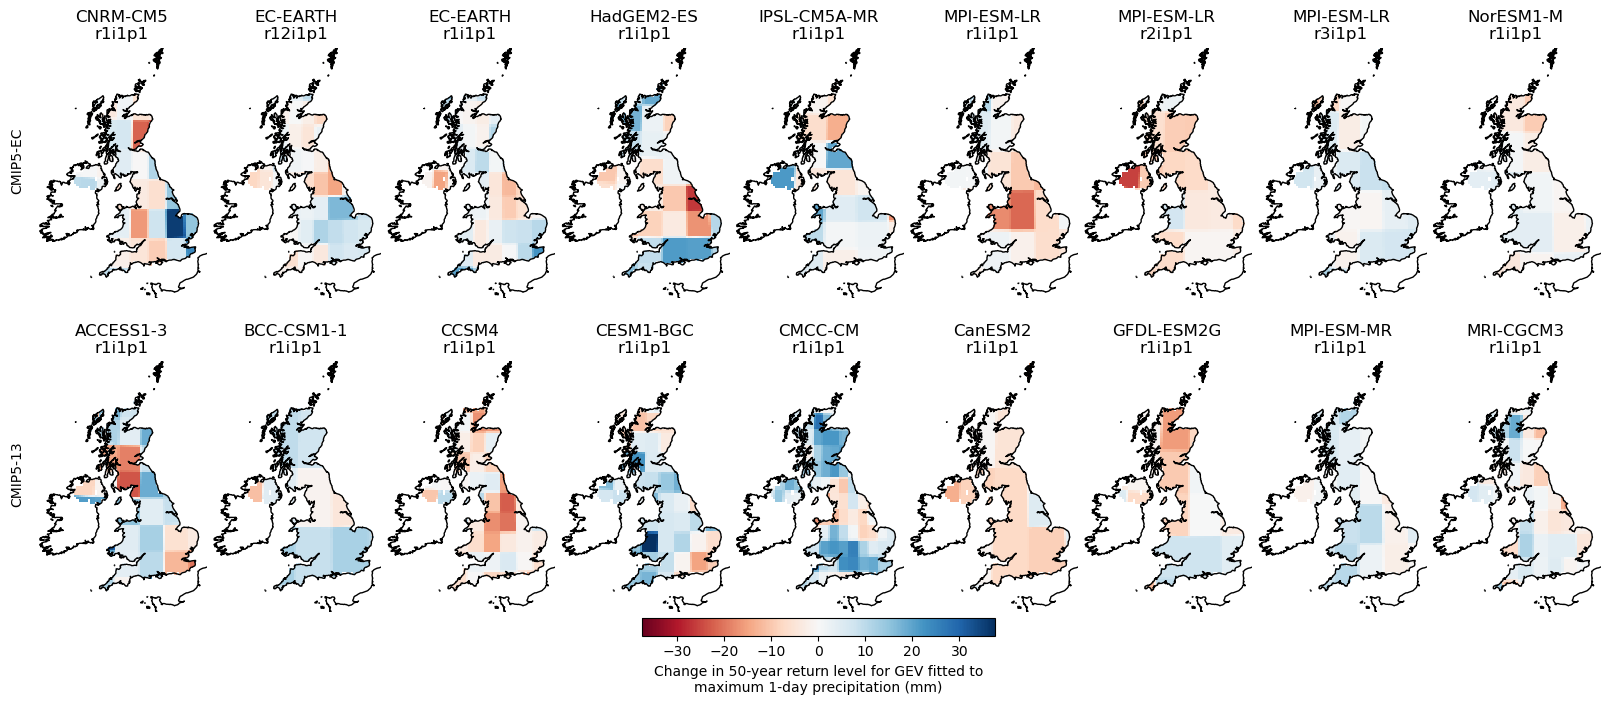 CNRM-CM5 EC-EARTH EC-EARTH HadGEM2-ES IPSL-CM5A-MR MPI-ESM-LR MPI-ESM-LR MPI-ESM-LR NorESM1-M
r1i1p1 r12i1p1 r1i1p1 r1i1p1 r1i1p1 r1i1p1 r2i1p1 r3i1p1 r1i1p1
CMIP5-EC
ACCESS1-3 BCC-CSM1-1 CCSM4 CESM1-BGC CMCC-CM CanESM2 GFDL-ESM2G MPI-ESM-MR MRI-CGCM3
r1i1p1 r1i1p1 r1i1p1 r1i1p1 r1i1p1 r1i1p1 r1i1p1 r1i1p1 r1i1p1
CMIP5-13
−30 −20 −10 0 10 20 30
Change in 50-year return level for GEV fitted to
maximum 1-day precipitation (mm)